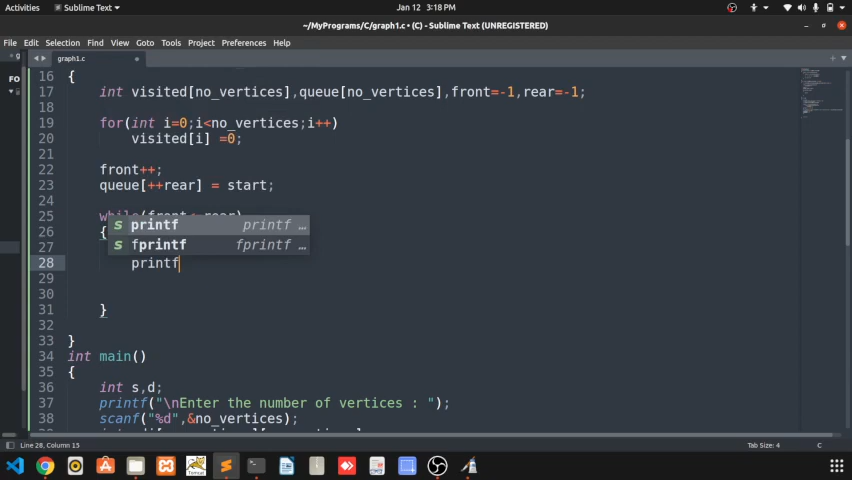 Activities Sublime Text Jan 12 3:18 PM
~/MyPrograms/C/graph1.c • (C) - Sublime Text (UNREGISTERED)
File Edit Selection Find View Goto Tools Project Preferences Help
graph1.c
FO
16 {
17 int visited[no_vertices],queue[no_vertices],front=-1,rear=-1;
18
19 for(int i=0;i<no_vertices;i++)
20 visited[i] =0;
21
22 front++;
23 queue[++rear] = start;
24
25
26 {
27
28 printf
29
30
31 }
32
33 }
34 int main()
35 {
36 int s,d;
37 printf("\nEnter the number of vertices : ");
38 scanf("%d",&no_vertices);
s printf printf …
s fprintf fprintf …
Line 28, Column 15 Tab Size: 4 C